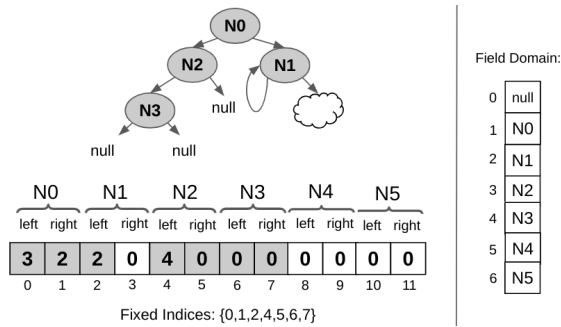 N0
N2
N1
N3
null
null
null
N0 N1 N2 N3 N4 N5
left right left right left right left right left right left right
3 2 2 0 4 0 0 0 0 0 0 0
0 1 2 3 4 5 6 7 8 9 10 11
Fixed Indices: {0,1,2,4,5,6,7}
Field Domain:
0 null
1 N0
2 N1
3 N2
4 N3
5 N4
6 N5